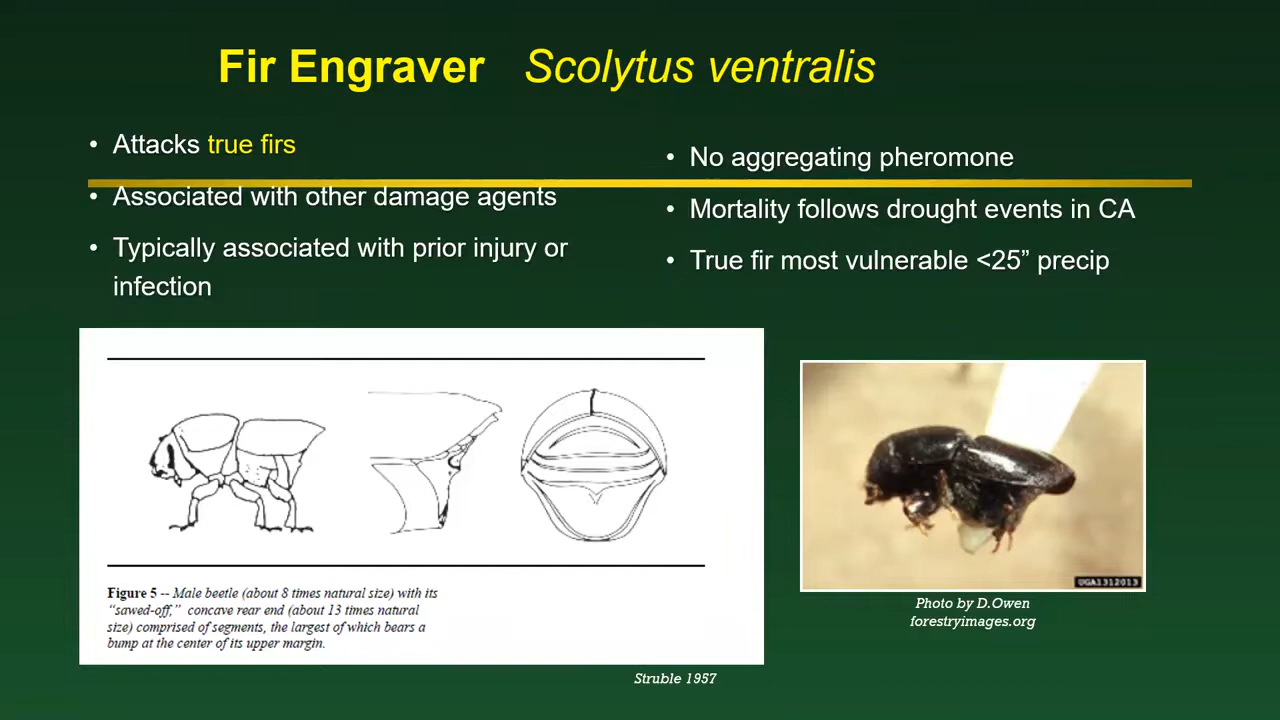 Fir Engraver Scolytus ventralis
• Attacks true firs
• Associated with other damage agents
• Typically associated with prior injury or
infection
• No aggregating pheromone
• Mortality follows drought events in CA
• True fir most vulnerable <25” precip
Figure 5 -- Male beetle (about 8 times natural size) with its
“sawed-off,” concave rear end (about 13 times natural
size) comprised of segments, the largest of which bears a
bump at the center of its upper margin.
Struble 1957
UGA1312013
Photo by D.Owen
forestryimages.org